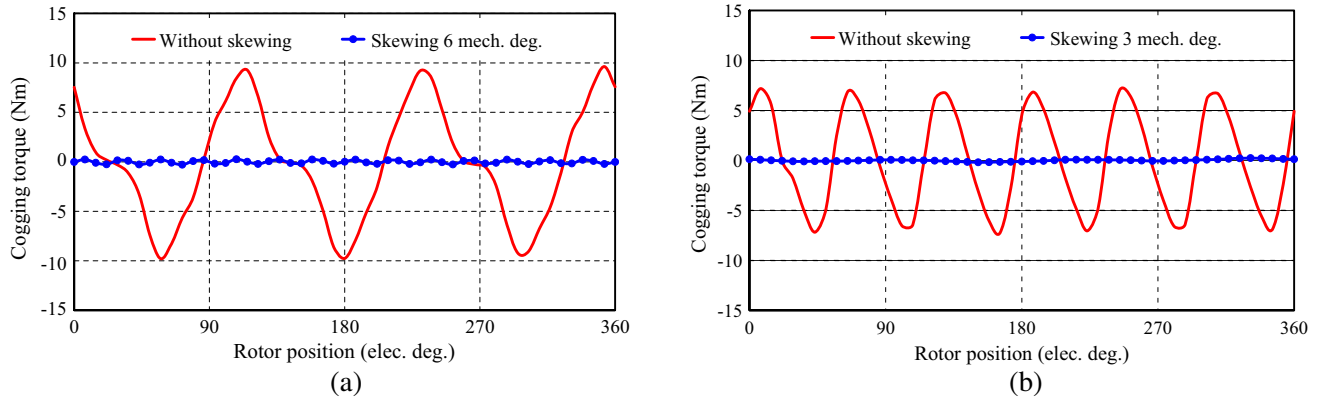 15
10
5
0
-5
-10
-15
Cogging torque (Nm)
Without skewing
Skewing 6 mech. deg.
0
90
180
270
360
Rotor position (elec. deg.)
(a)
15
10
5
0
-5
-10
-15
Cogging torque (Nm)
Without skewing
Skewing 3 mech. deg.
0
90
180
270
360
Rotor position (elec. deg.)
(b)